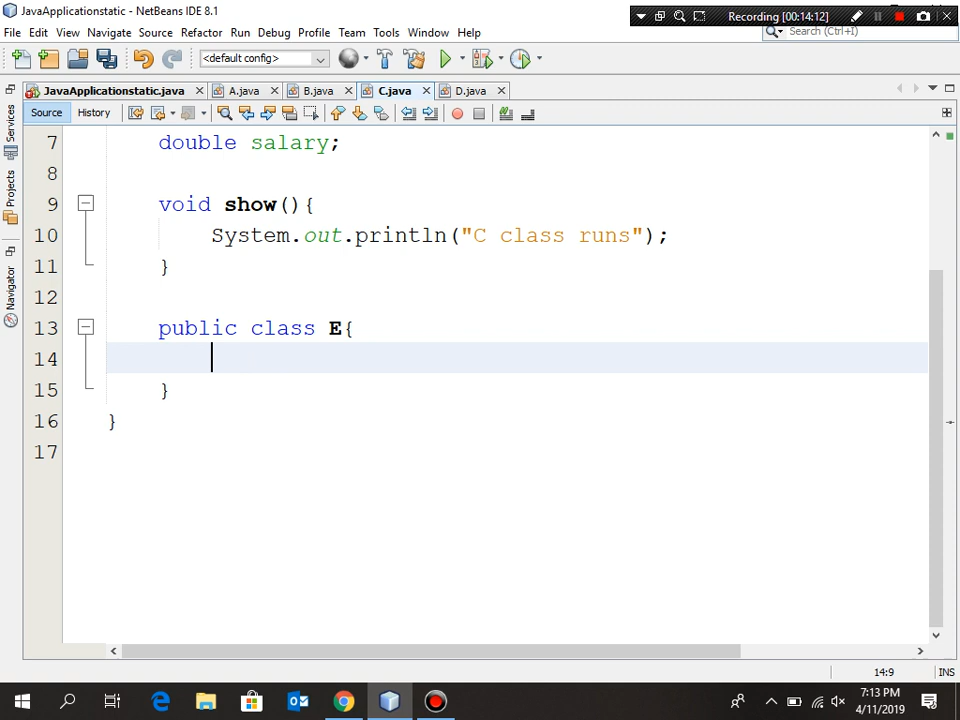 JavaApplicationstatic - NetBeans IDE 8.1
Recording [00:14:12]
File Edit View Navigate Source Refactor Run Debug Profile Team Tools Window Help
Search (Ctrl+I)
<default config>
JavaApplicationstatic.java A.java B.java C.java D.java
Source History
Services
Projects
Navigator
7 double salary;
8
9 void show(){
10 System.out.println("C class runs");
11 }
12
13 public class E{
14
15 }
16 }
17
14:9 INS
7:13 PM
4/11/2019